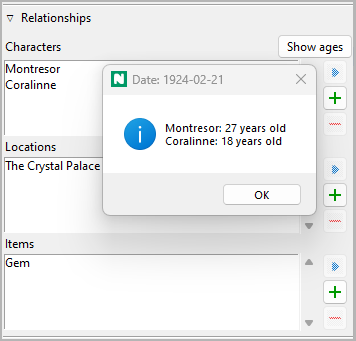 Relationships
Characters
Show ages
Montresor
Coralinne
Date: 1924-02-21
Montresor: 27 years old
Coralinne: 18 years old
OK
Locations
The Crystal Palace
Items
Gem